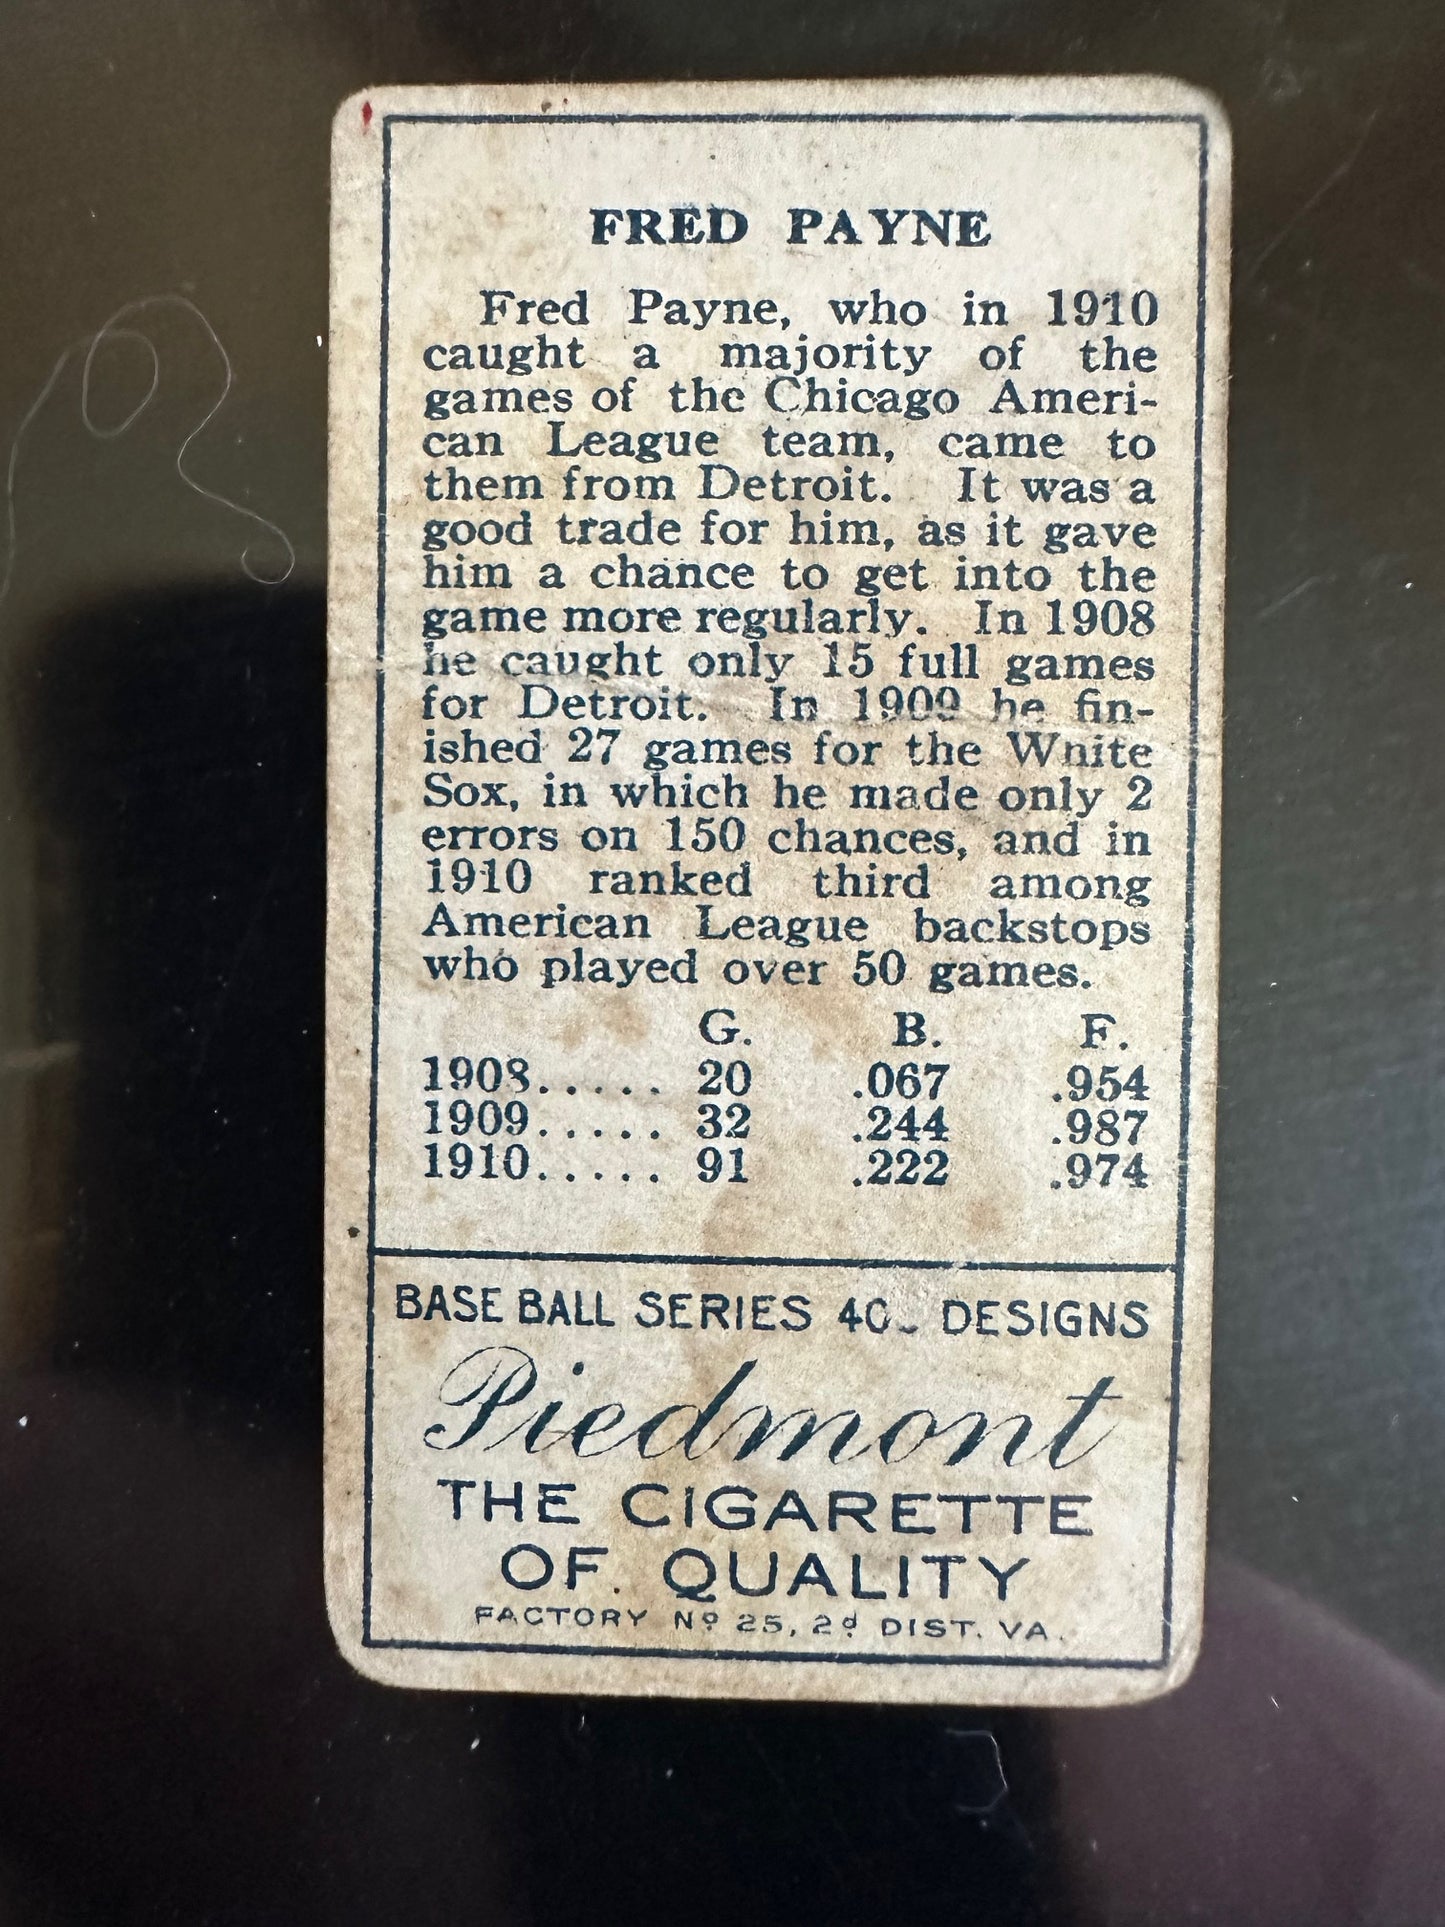 FRED PAYNE
Fred Payne, who in 1910
caught a majority of the
games of the Chicago Ameri-
can League team, came to
them from Detroit. It was a
good trade for him, as it gave
him a chance to get into the
game more regularly. In 1908
he caught only 15 full games
for Detroit. In 1909 he fin-
ished 27 games for the White
Sox, in which he made only 2
errors on 150 chances, and in
1910 ranked third among
American League backstops
who played over 50 games.
G. B. F.
1908..... 20 .067 .954
1909..... 32 .244 .987
1910..... 91 .222 .974
BASE BALL SERIES DESIGNS
Piedmont
THE CIGARETTE
OF QUALITY
FACTORY Nº 25, 2d DIST. VA.